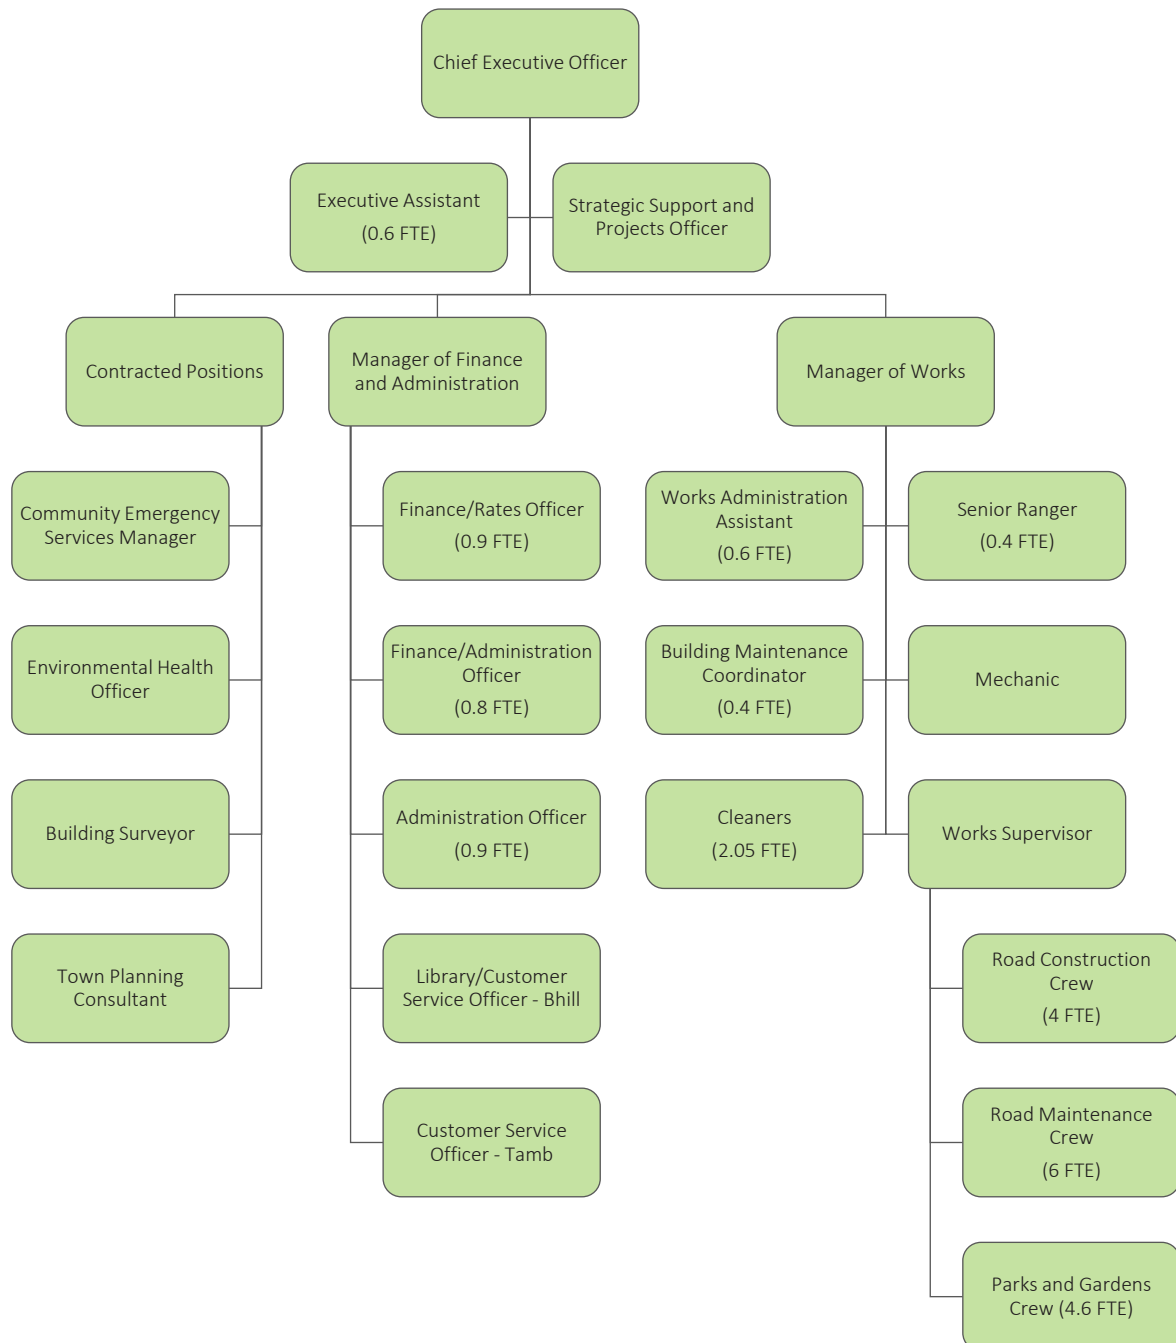 Chief Executive Officer
Executive Assistant
(0.6 FTE)
Strategic Support and
Projects Officer
Contracted Positions
Manager of Finance
and Administration
Manager of Works
Community Emergency
Services Manager
Environmental Health
Officer
Building Surveyor
Town Planning
Consultant
Finance/Rates Officer
(0.9 FTE)
Finance/Administration
Officer
(0.8 FTE)
Administration Officer
(0.9 FTE)
Library/Customer
Service Officer - Bhill
Customer Service
Officer - Tamb
Works Administration
Assistant
(0.6 FTE)
Senior Ranger
(0.4 FTE)
Building Maintenance
Coordinator
(0.4 FTE)
Mechanic
Cleaners
(2.05 FTE)
Works Supervisor
Road Construction
Crew
(4 FTE)
Road Maintenance
Crew
(6 FTE)
Parks and Gardens
Crew (4.6 FTE)